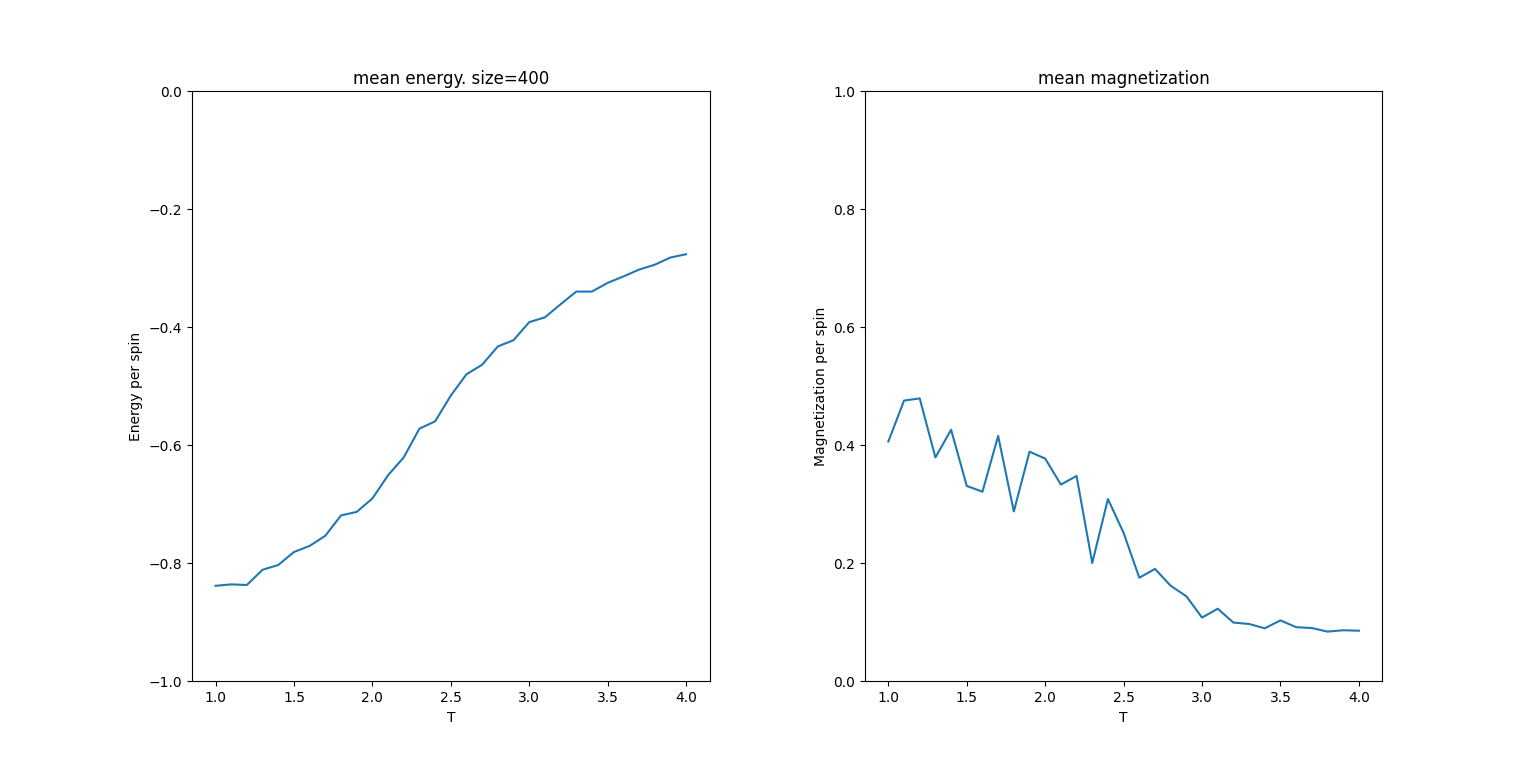 mean energy. size=400
0.0
−0.2
−0.4
−0.6
−0.8
−1.0
Energy per spin
1.0 1.5 2.0 2.5 3.0 3.5 4.0
T
mean magnetization
1.0
0.8
0.6
0.4
0.2
0.0
Magnetization per spin
1.0 1.5 2.0 2.5 3.0 3.5 4.0
T